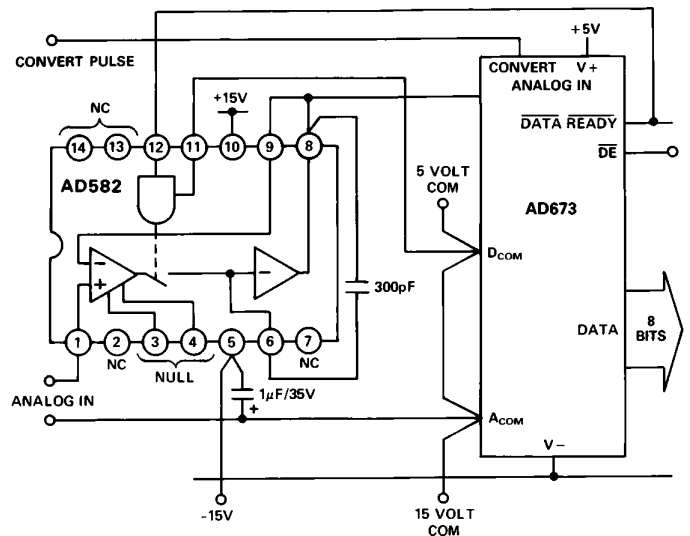 CONVERT PULSE
+5V
CONVERT V+
ANALOG IN
NC
+15V
14 13 12 11 10 9 8
DATA READY
DE
AD582
5 VOLT
COM
AD673
−
+
−
DCOM
300pF
DATA
8
BITS
1 2 3 4 5 6 7
NC
NULL
NC
ANALOG IN
1μF/35V
+
ACOM
V−
-15V
15 VOLT
COM